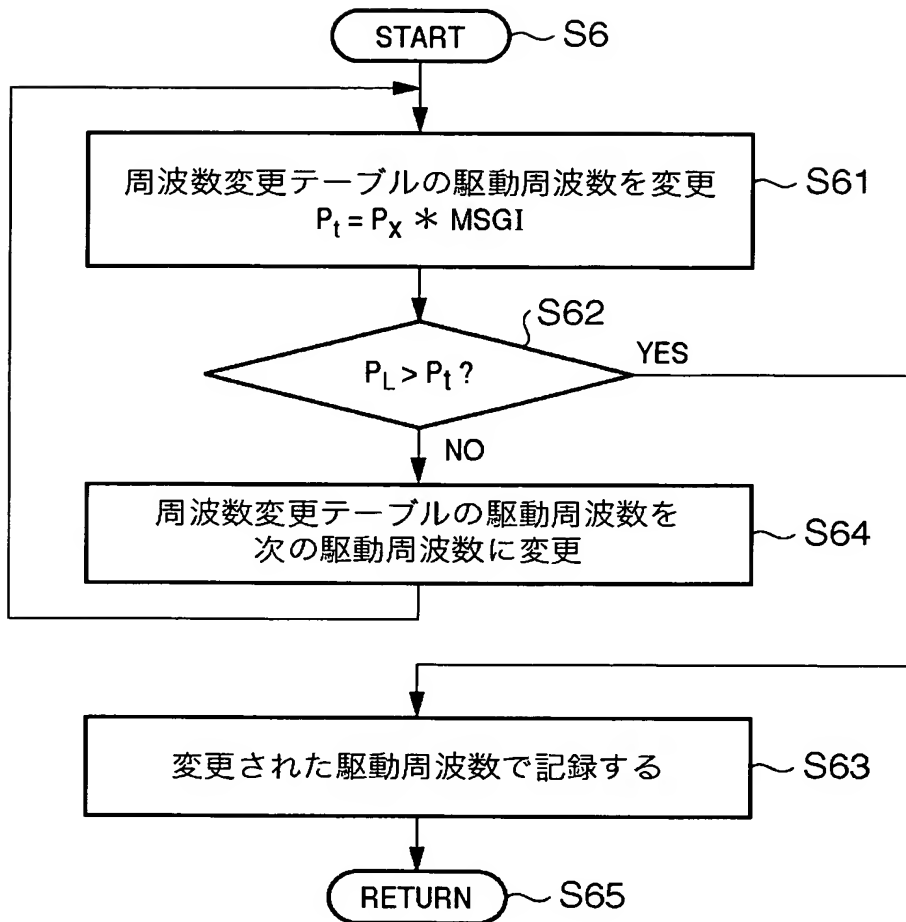 START
S6
周波数変更テーブルの駆動周波数を変更
Pt = PX * MSGI
S61
S62
PL > Pt ?
YES
NO
周波数変更テーブルの駆動周波数を
次の駆動周波数に変更
S64
変更された駆動周波数で記録する
S63
RETURN
S65